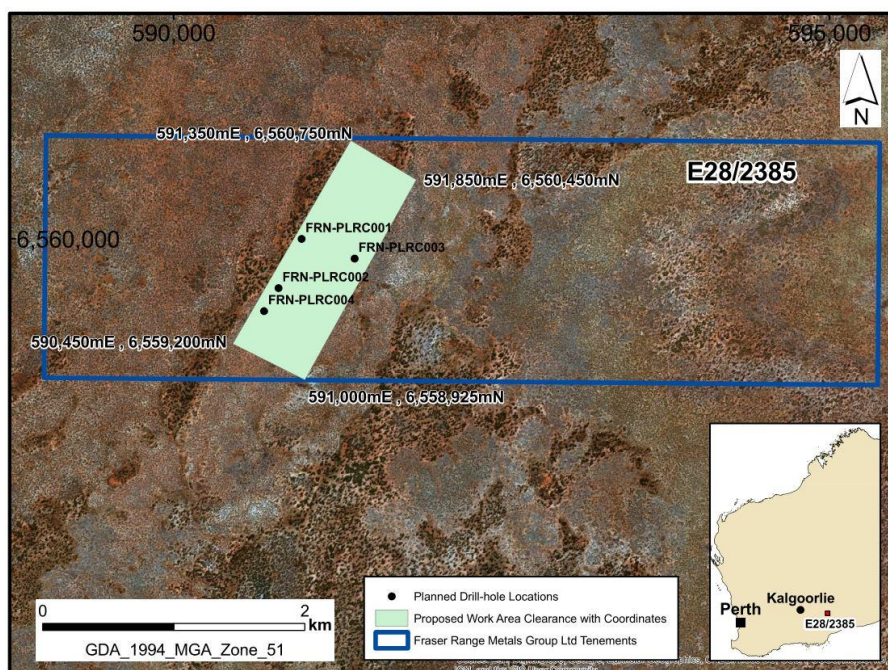 590,000
595,000
N
591,350mE , 6,560,750mN
E28/2385
591,850mE , 6,560,450mN
6,560,000
FRN-PLRC001
FRN-PLRC003
FRN-PLRC002
FRN-PLRC004
590,450mE , 6,559,200mN
591,000mE , 6,558,925mN
Kalgoorlie
Perth
E28/2385
0
2
km
GDA_1994_MGA_Zone_51
Planned Drill-hole Locations
Proposed Work Area Clearance with Coordinates
Fraser Range Metals Group Ltd Tenements